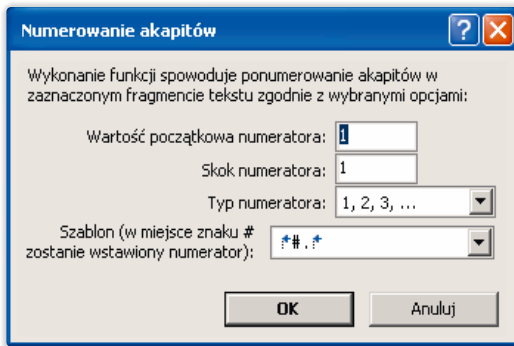 Numerowanie akapitów
Wykonanie funkcji spowoduje ponumerowanie akapitów w
zaznaczonym fragmencie tekstu zgodnie z wybranymi opcjami:
Wartość początkowa numeratora: 1
Skok numeratora: 1
Typ numeratora: 1, 2, 3, ...
Szablon (w miejsce znaku #
zostanie wstawiony numerator): #.
OK Anuluj